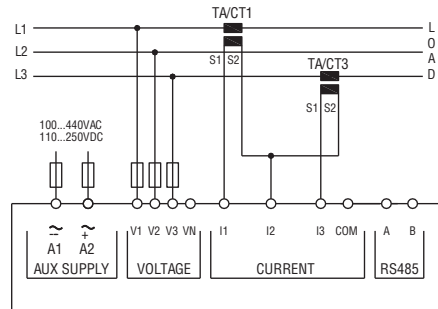 TA/CT1
L1
L
L2
O
TA/CT3
A
L3
D
S1 S2
S1 S2
100...440VAC
110...250VDC
~ ~
-- +
A1 A2
V1 V2 V3 VN
I1 I2 I3 COM
A B
AUX SUPPLY
VOLTAGE
CURRENT
RS485